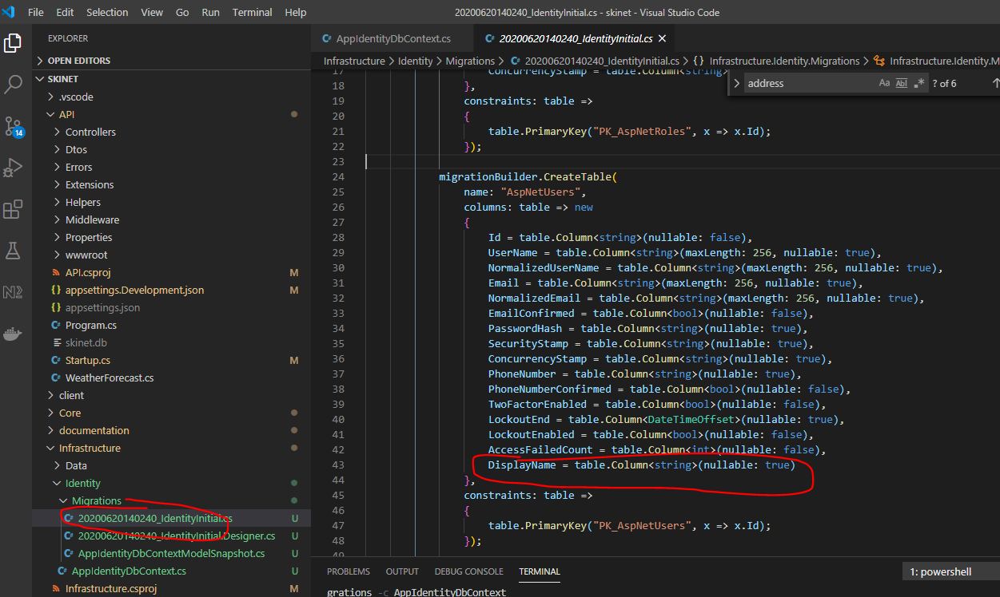 File Edit Selection View Go Run Terminal Help 20200620140240_IdentityInitial.cs - skinet - Visual Studio Code
EXPLORER
OPEN EDITORS
SKINET
.vscode
API
Controllers
Dtos
Errors
Extensions
Helpers
Middleware
Properties
wwwroot
API.csproj M
appsettings.Development.json M
appsettings.json
Program.cs
skinet.db
Startup.cs M
WeatherForecast.cs
client
Core
documentation
Infrastructure
Data
Identity
Migrations
20200620140240_IdentityInitial.cs U
20200620140240_IdentityInitial.Designer.cs U
AppIdentityDbContextModelSnapshot.cs U
AppIdentityDbContext.cs U
Infrastructure.csproj M
14
AppIdentityDbContext.cs 20200620140240_IdentityInitial.cs
Infrastructure > Identity > Migrations > 20200620140240_IdentityInitial.cs > {} Infrastructure.Identity.Migrations > Infrastructure.Identity.M
address Aa Abl .* ? of 6
17 ConcurrencyStamp = table.Column<string>
18 },
19 constraints: table =>
20 {
21 table.PrimaryKey("PK_AspNetRoles", x => x.Id);
22 });
23
24 migrationBuilder.CreateTable(
25 name: "AspNetUsers",
26 columns: table => new
27 {
28 Id = table.Column<string>(nullable: false),
29 UserName = table.Column<string>(maxLength: 256, nullable: true),
30 NormalizedUserName = table.Column<string>(maxLength: 256, nullable: true),
31 Email = table.Column<string>(maxLength: 256, nullable: true),
32 NormalizedEmail = table.Column<string>(maxLength: 256, nullable: true),
33 EmailConfirmed = table.Column<bool>(nullable: false),
34 PasswordHash = table.Column<string>(nullable: true),
35 SecurityStamp = table.Column<string>(nullable: true),
36 ConcurrencyStamp = table.Column<string>(nullable: true),
37 PhoneNumber = table.Column<string>(nullable: true),
38 PhoneNumberConfirmed = table.Column<bool>(nullable: false),
39 TwoFactorEnabled = table.Column<bool>(nullable: false),
40 LockoutEnd = table.Column<DateTimeOffset>(nullable: true),
41 LockoutEnabled = table.Column<bool>(nullable: false),
42 AccessFailedCount = table.Column<int>(nullable: false),
43 DisplayName = table.Column<string>(nullable: true)
44 },
45 constraints: table =>
46 {
47 table.PrimaryKey("PK_AspNetUsers", x => x.Id);
48 });
49
PROBLEMS OUTPUT DEBUG CONSOLE TERMINAL 1: powershell
grations -c AppIdentityDbContext